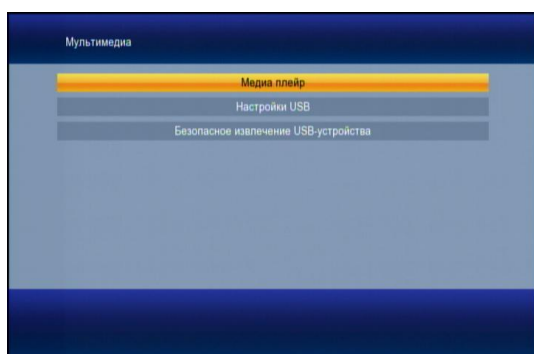 Мультимедиа
Медиа плейр
Настройки USB
Безопасное извлечение USB-устройства